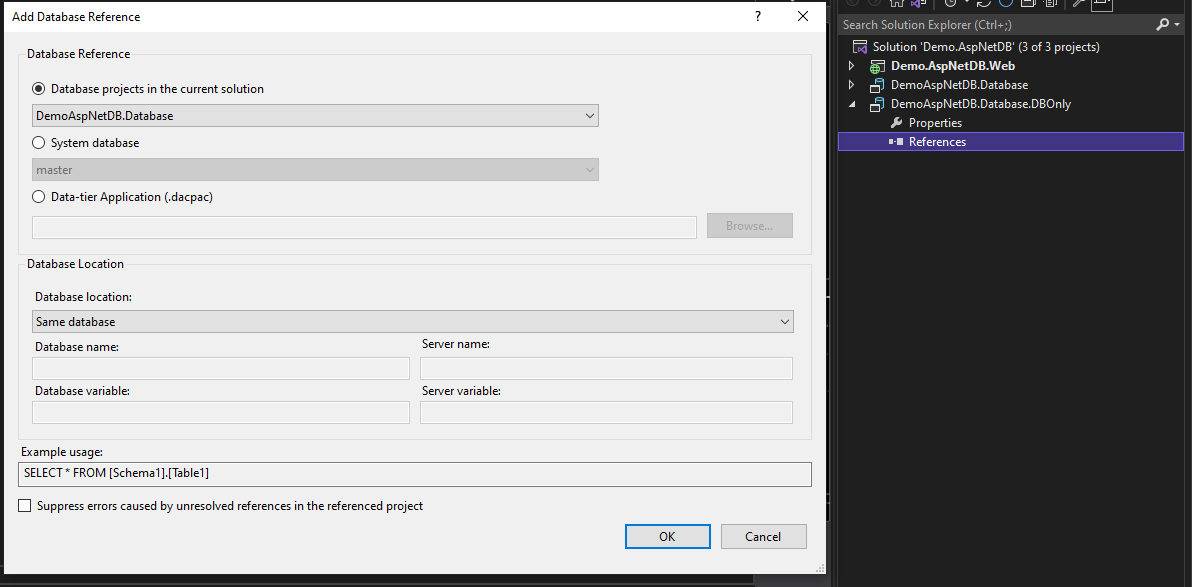 Add Database Reference
?
Database Reference
Database projects in the current solution
DemoAspNetDB.Database
System database
master
Data-tier Application (.dacpac)
Browse...
Database Location
Database location:
Same database
Database name:
Server name:
Database variable:
Server variable:
Example usage:
SELECT * FROM [Schema1].[Table1]
Suppress errors caused by unresolved references in the referenced project
OK
Cancel
Search Solution Explorer (Ctrl+;)
Solution 'Demo.AspNetDB' (3 of 3 projects)
Demo.AspNetDB.Web
DemoAspNetDB.Database
DemoAspNetDB.Database.DBOnly
Properties
References